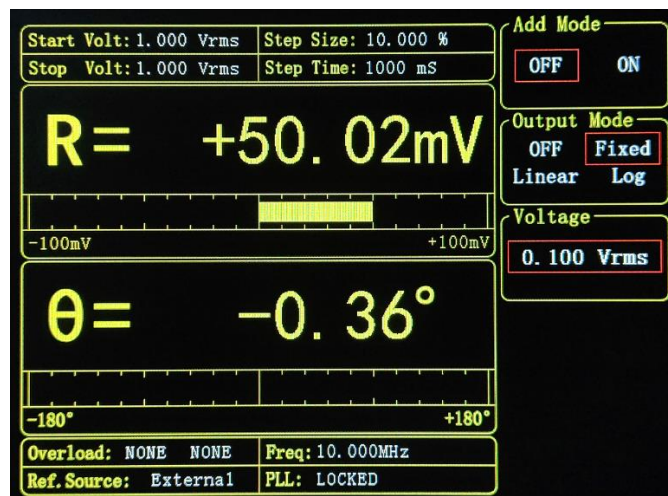 Start Volt: 1.000 Vrms Step Size: 10.000 %
Stop Volt: 1.000 Vrms Step Time: 1000 mS
R= +50.02mV
-100mV +100mV
θ= -0.36°
-180° +180°
Overload: NONE NONE Freq: 10.000MHz
Ref.Source: External PLL: LOCKED
Add Mode
OFF ON
Output Mode
OFF Fixed
Linear Log
Voltage
0.100 Vrms